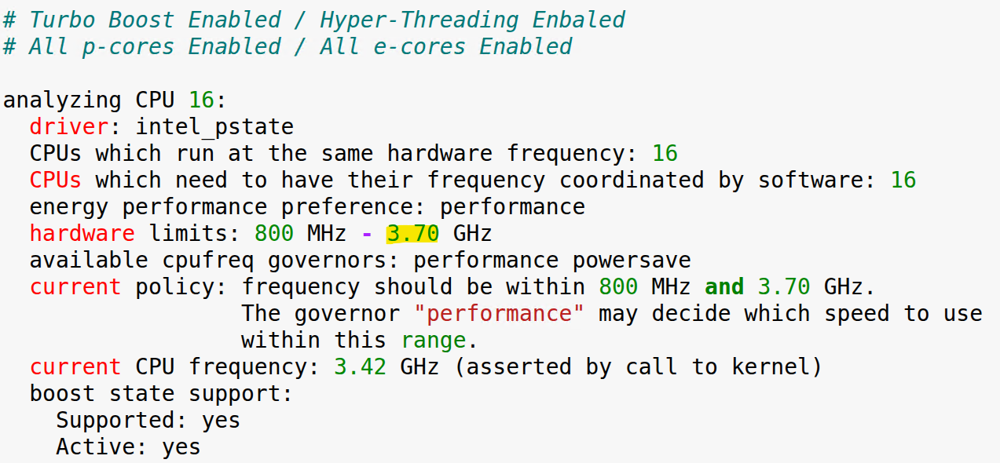 # Turbo Boost Enabled / Hyper-Threading Enbaled
# All p-cores Enabled / All e-cores Enabled
analyzing CPU 16:
driver: intel_pstate
CPUs which run at the same hardware frequency: 16
CPUs which need to have their frequency coordinated by software: 16
energy performance preference: performance
hardware limits: 800 MHz - 3.70 GHz
available cpufreq governors: performance powersave
current policy: frequency should be within 800 MHz and 3.70 GHz.
The governor "performance" may decide which speed to use
within this range.
current CPU frequency: 3.42 GHz (asserted by call to kernel)
boost state support:
Supported: yes
Active: yes